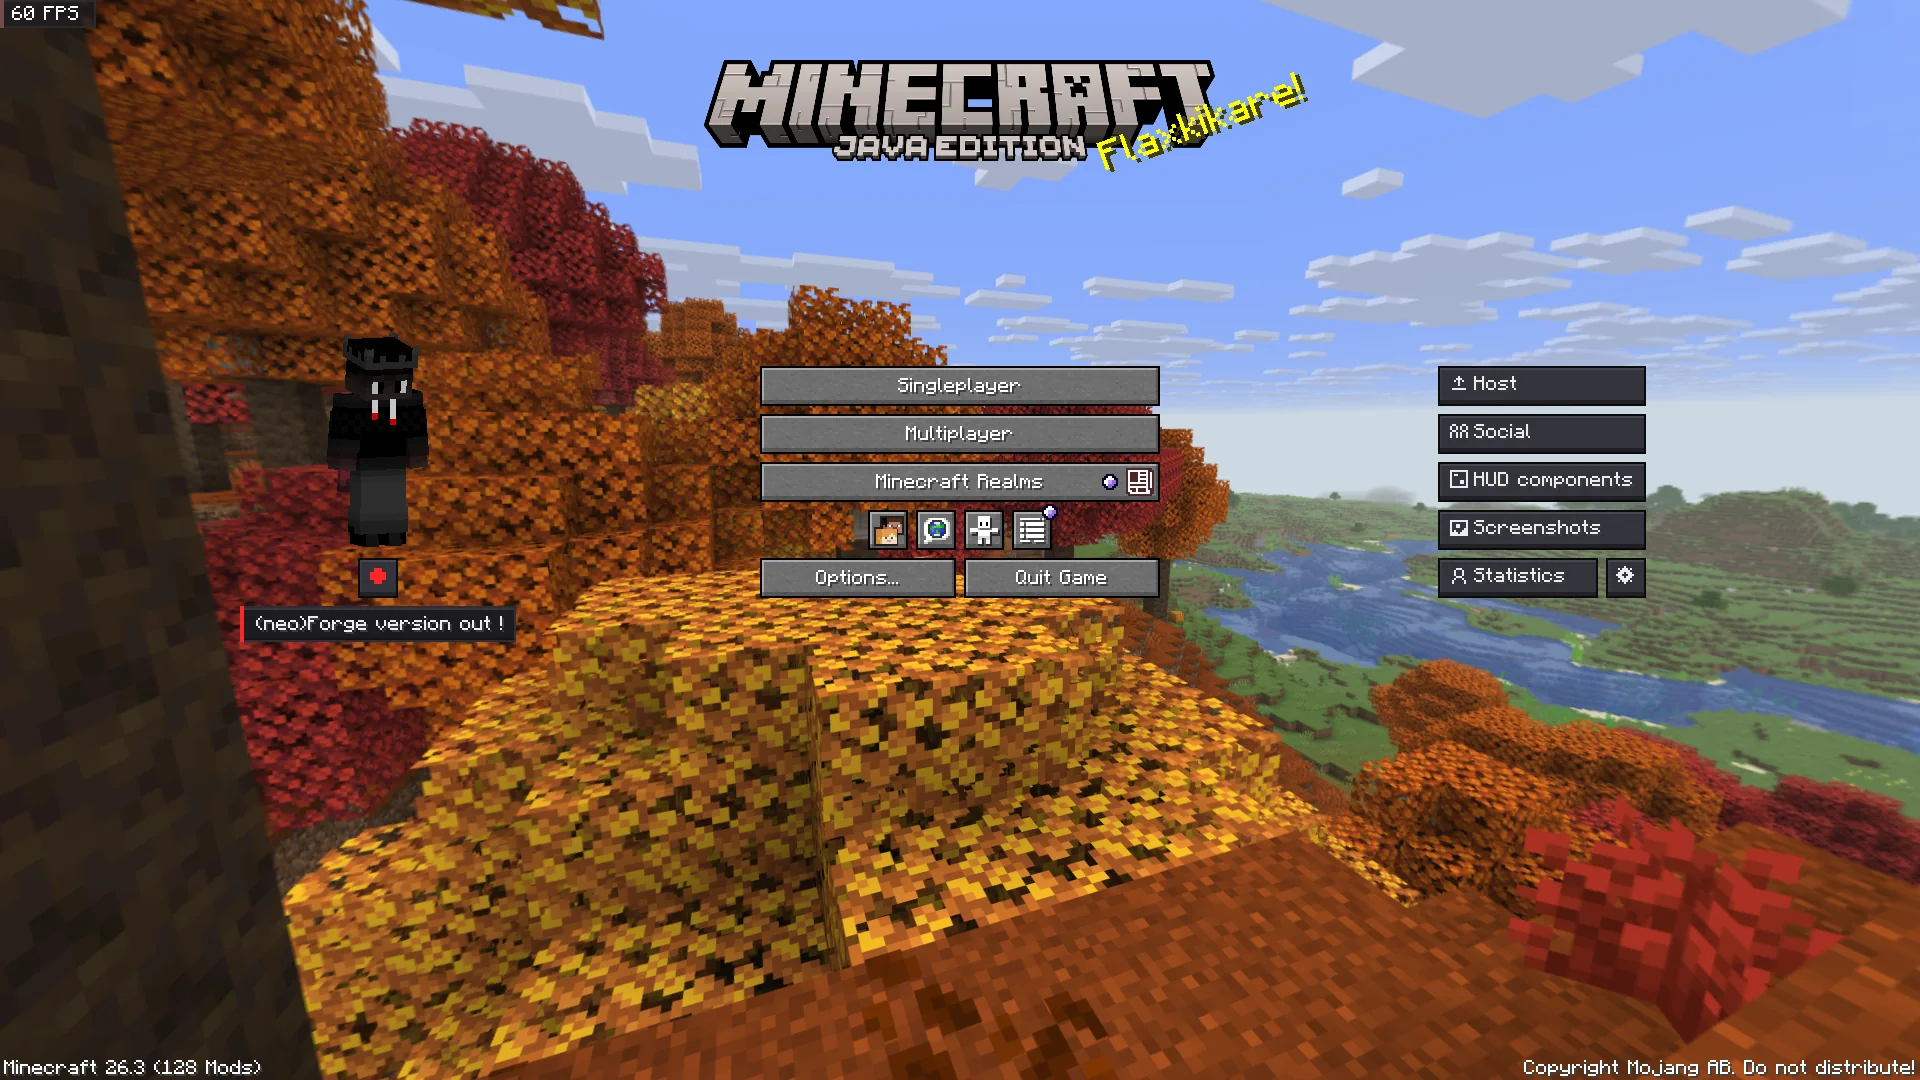 60 FPS
MINECRAFT
JAVA EDITION
Flaxkikare!
Singleplayer
Multiplayer
Minecraft Realms
Options...
Quit Game
Host
Social
HUD components
Screenshots
Statistics
(neo)Forge version out !
Minecraft 26.3 (128 Mods)
Copyright Mojang AB. Do not distribute!